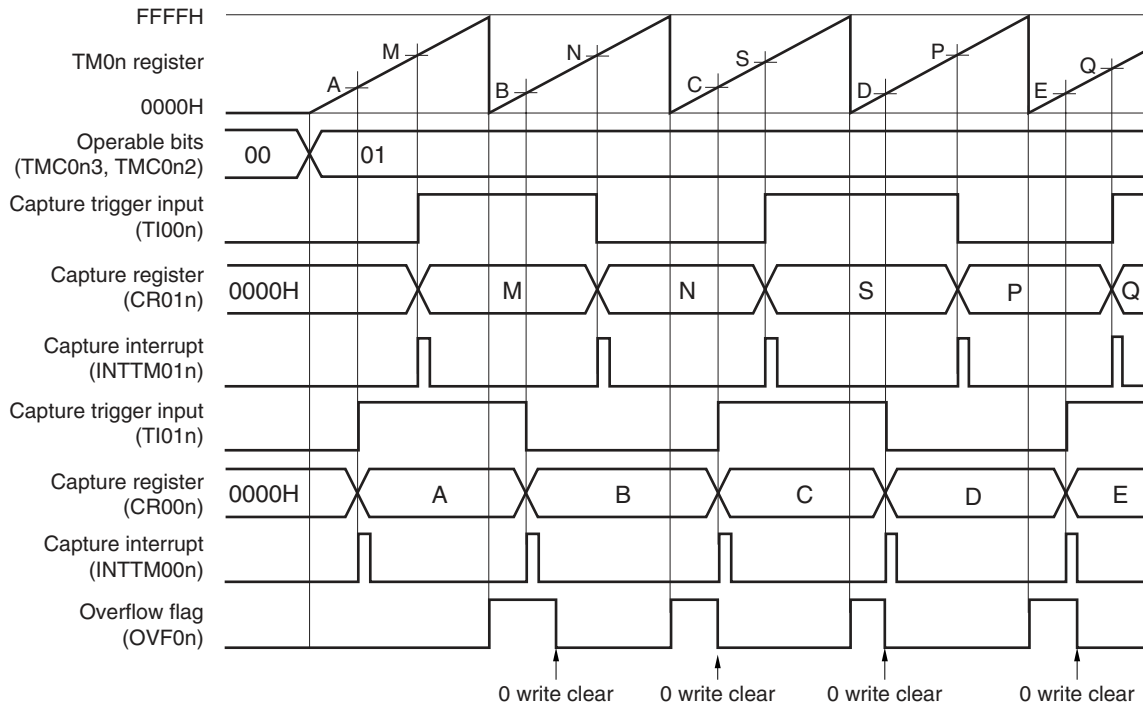 FFFFH
TM0n register
0000H
M
A
N
B
S
C
P
D
Q
E
Operable bits
(TMC0n3, TMC0n2)
00
01
Capture trigger input
(TI00n)
Capture register
(CR01n)
0000H
M
N
S
P
Q
Capture interrupt
(INTTM01n)
Capture trigger input
(TI01n)
Capture register
(CR00n)
0000H
A
B
C
D
E
Capture interrupt
(INTTM00n)
Overflow flag
(OVF0n)
0 write clear
0 write clear
0 write clear
0 write clear